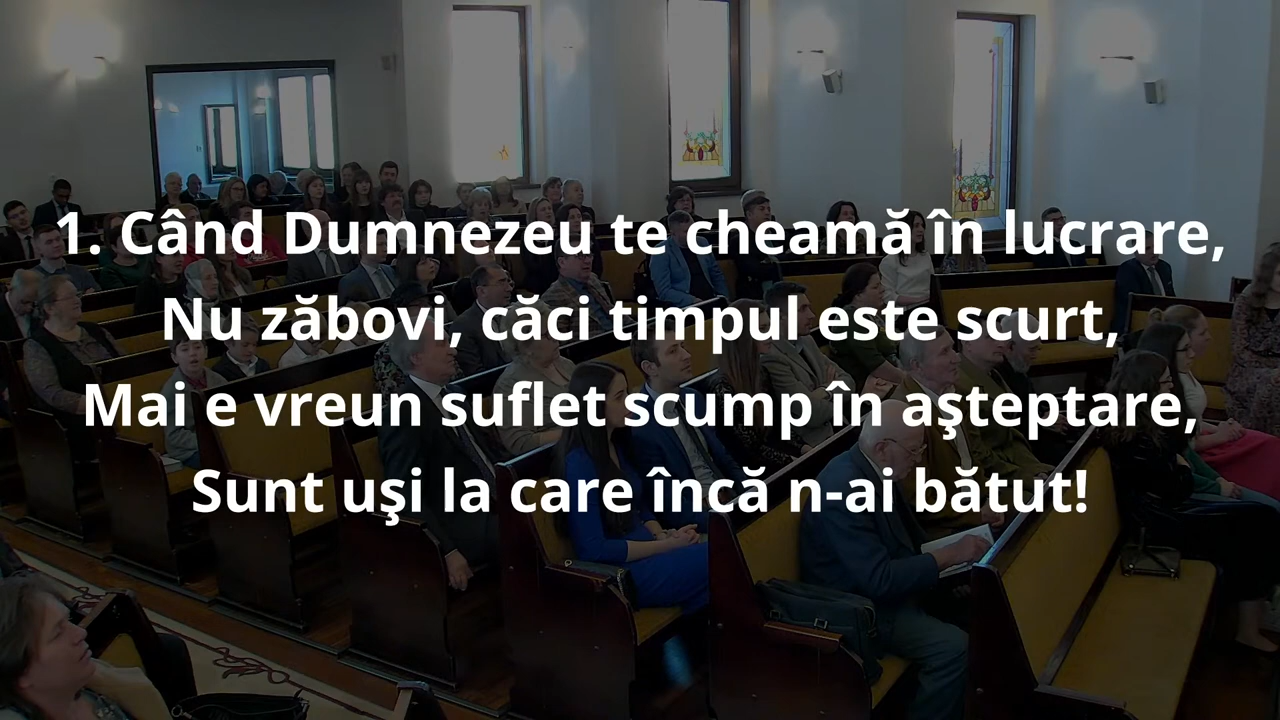 1. Când Dumnezeu te cheamă în lucrare,
Nu zăbovi, căci timpul este scurt,
Mai e vreun suflet scump în aşteptare,
Sunt uşi la care încă n-ai bătut!